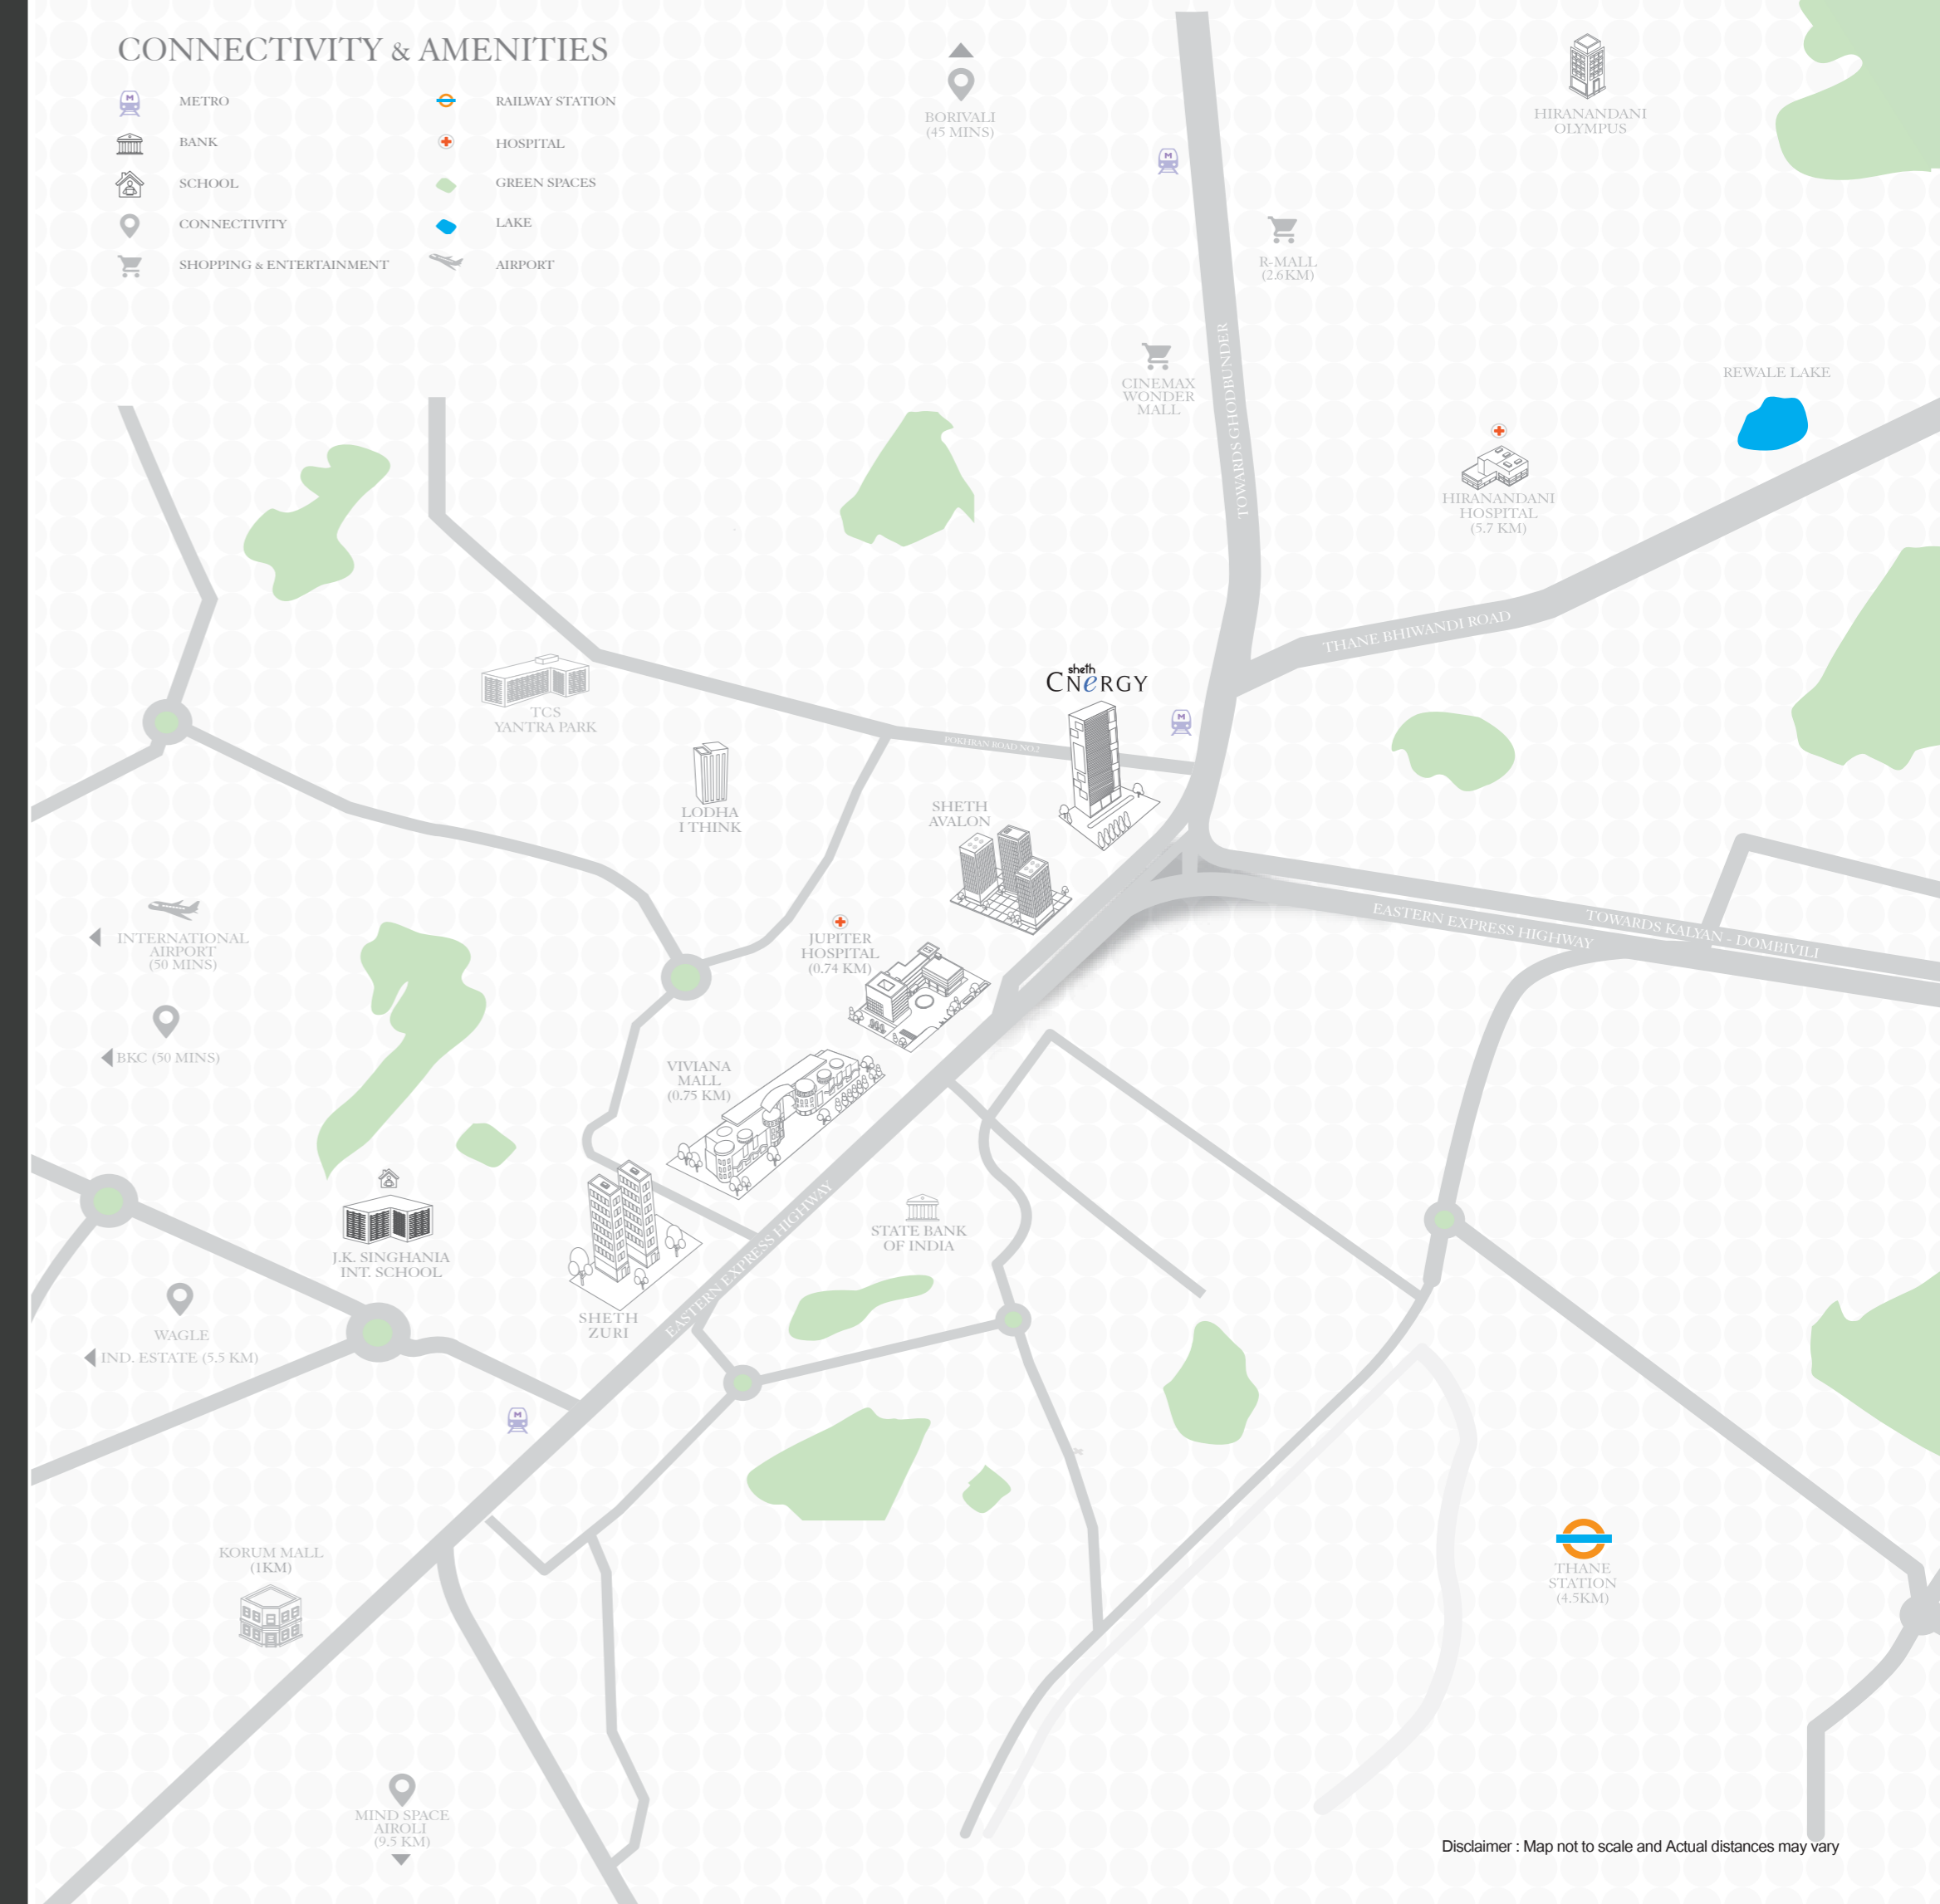 CONNECTIVITY & AMENITIES
METRO
RAILWAY STATION
BANK
HOSPITAL
SCHOOL
GREEN SPACES
CONNECTIVITY
LAKE
SHOPPING & ENTERTAINMENT
AIRPORT
BORIVALI
(45 MINS)
HIRANANDANI
OLYMPUS
M
R-MALL
(2.6KM)
TOWARDS GHODBUNDER
CINEMAX
WONDER
MALL
REWALE LAKE
HIRANANDANI
HOSPITAL
(5.7 KM)
THANE BHIWANDI ROAD
sheth
CNeRGY
M
TCS
YANTRA PARK
POKHRAN ROAD NO.2
LODHA
I THINK
SHETH
AVALON
EASTERN EXPRESS HIGHWAY
TOWARDS KALYAN - DOMBIVILI
INTERNATIONAL
AIRPORT
(50 MINS)
JUPITER
HOSPITAL
(0.74 KM)
BKC (50 MINS)
VIVIANA
MALL
(0.75 KM)
STATE BANK
OF INDIA
J.K. SINGHANIA
INT. SCHOOL
EASTERN EXPRESS HIGHWAY
SHETH
ZURI
WAGLE
IND. ESTATE (5.5 KM)
M
KORUM MALL
(1KM)
THANE
STATION
(4.5KM)
MIND SPACE
AIROLI
(9.5 KM)
Disclaimer : Map not to scale and Actual distances may vary